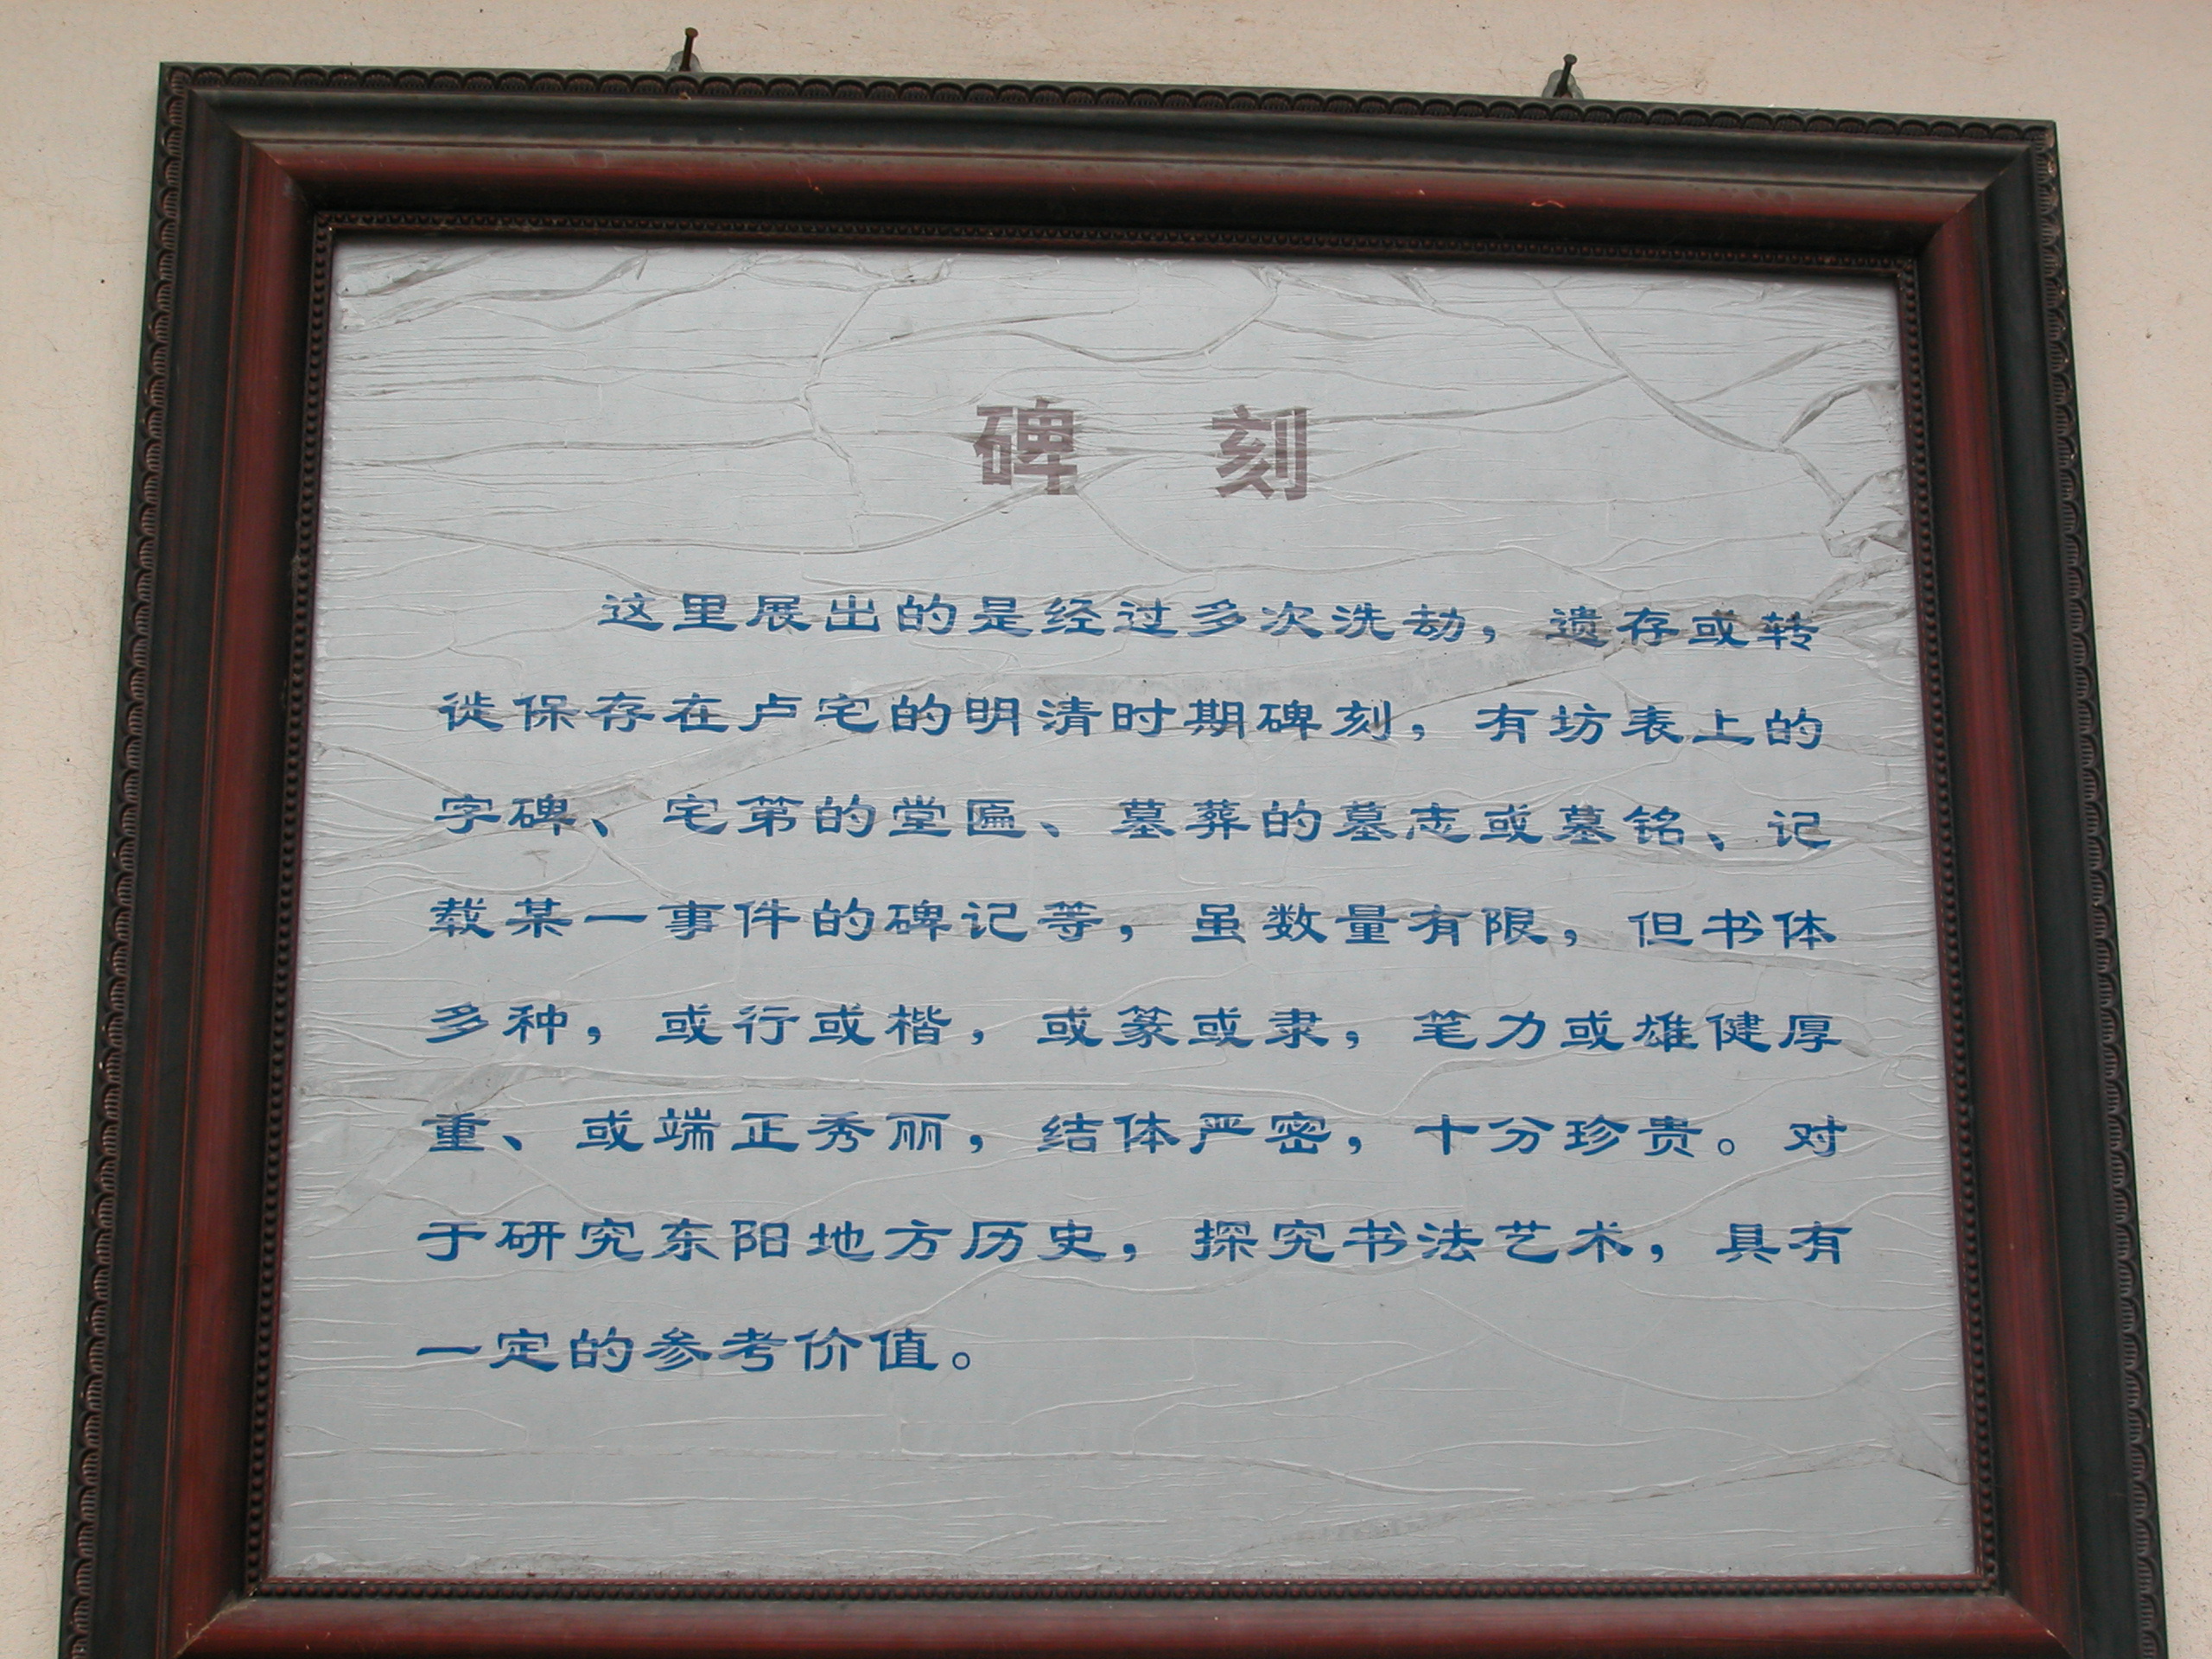 碑 刻
这里展出的是经过多次洗劫，遗存或转
徙保存在卢宅的明清时期碑刻，有坊表上的
字碑、宅第的堂匾、墓葬的墓志或墓铭、记
载某一事件的碑记等，虽数量有限，但书体
多种，或行或楷，或篆或隶，笔力或雄健厚
重、或端正秀丽，结体严密，十分珍贵。对
于研究东阳地方历史，探究书法艺术，具有
一定的参考价值。